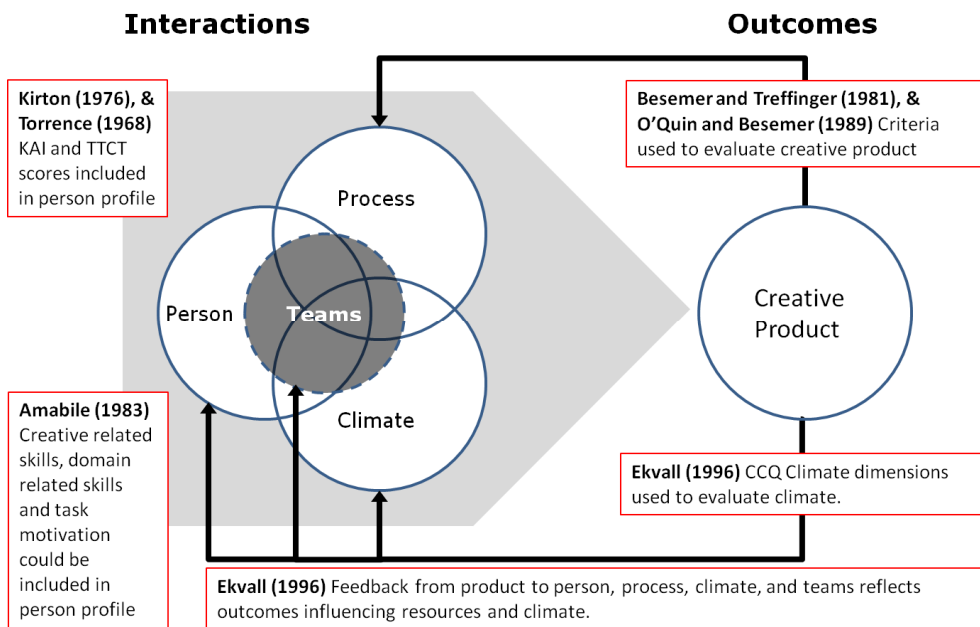 Interactions
Outcomes
Kirton (1976), &
Torrence (1968)
KAI and TTCT
scores included
in person profile
Besemer and Treffinger (1981), &
O’Quin and Besemer (1989) Criteria
used to evaluate creative product
Process
Person
Teams
Climate
Creative
Product
Amabile (1983)
Creative related
skills, domain
related skills
and task
motivation
could be
included in
person profile
Ekvall (1996) CCQ Climate dimensions
used to evaluate climate.
Ekvall (1996) Feedback from product to person, process, climate, and teams reflects
outcomes influencing resources and climate.